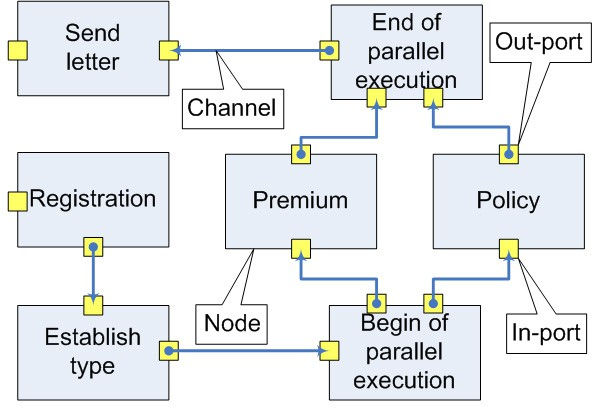 Send
letter
End of
parallel
execution
Out-port
Channel
Registration
Premium
Policy
Node
In-port
Establish
type
Begin of
parallel
execution